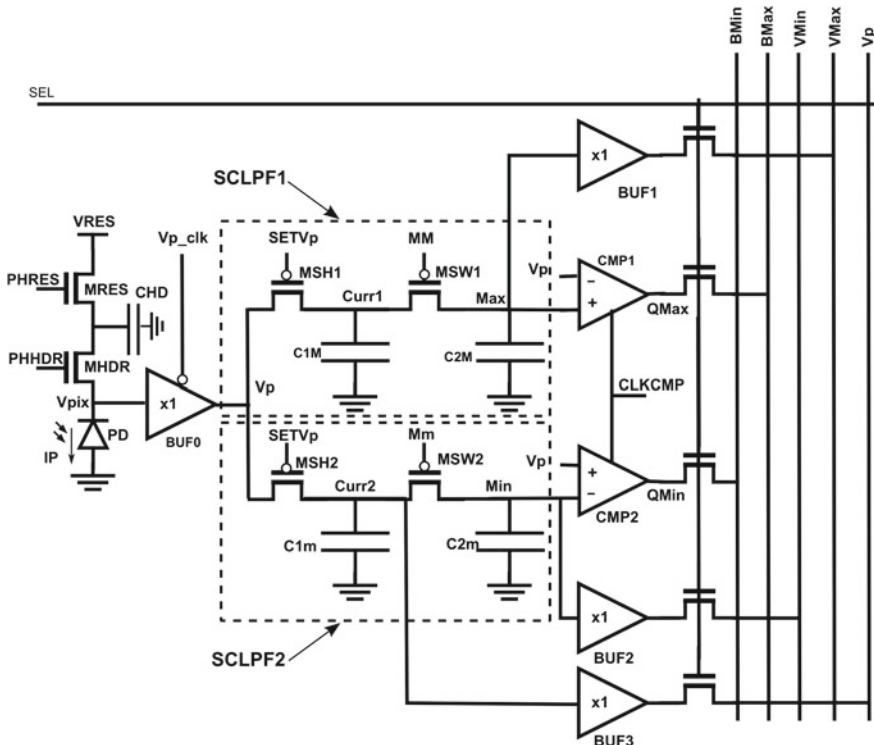 BMin
BMax
VMin
VMax
Vp
SEL
x1
BUF1
SCLPF1
VRES
Vp_clk
SETVp
MM
PHRES
MRES
CHD
MSH1
MSW1
Vp
CMP1
−
+
Curr1
Max
QMax
C1M
C2M
PHHDR
MHDR
Vpix
x1
Vp
CLKCMP
PD
BUF0
IP
SETVp
Mm
MSH2
MSW2
Vp
+
−
Curr2
Min
QMin
CMP2
C1m
C2m
x1
SCLPF2
BUF2
x1
BUF3